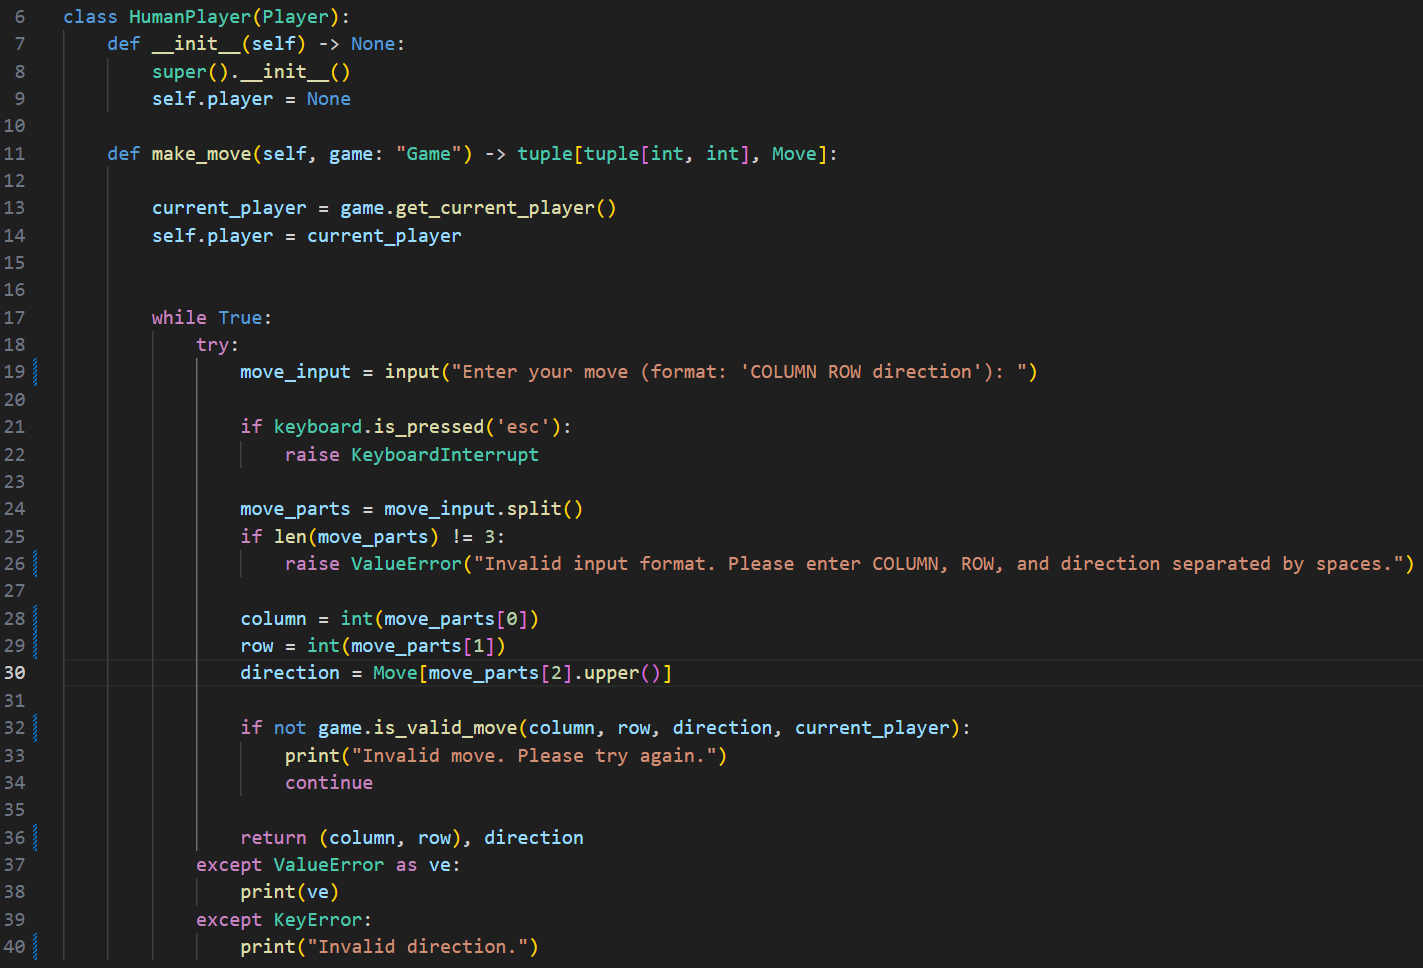 6 class HumanPlayer(Player):
7 def __init__(self) -> None:
8 super().__init__()
9 self.player = None
10
11 def make_move(self, game: "Game") -> tuple[tuple[int, int], Move]:
12
13 current_player = game.get_current_player()
14 self.player = current_player
15
16
17 while True:
18 try:
19 move_input = input("Enter your move (format: 'COLUMN ROW direction'): ")
20
21 if keyboard.is_pressed('esc'):
22 raise KeyboardInterrupt
23
24 move_parts = move_input.split()
25 if len(move_parts) != 3:
26 raise ValueError("Invalid input format. Please enter COLUMN, ROW, and direction separated by spaces.")
27
28 column = int(move_parts[0])
29 row = int(move_parts[1])
30 direction = Move[move_parts[2].upper()]
31
32 if not game.is_valid_move(column, row, direction, current_player):
33 print("Invalid move. Please try again.")
34 continue
35
36 return (column, row), direction
37 except ValueError as ve:
38 print(ve)
39 except KeyError:
40 print("Invalid direction.")